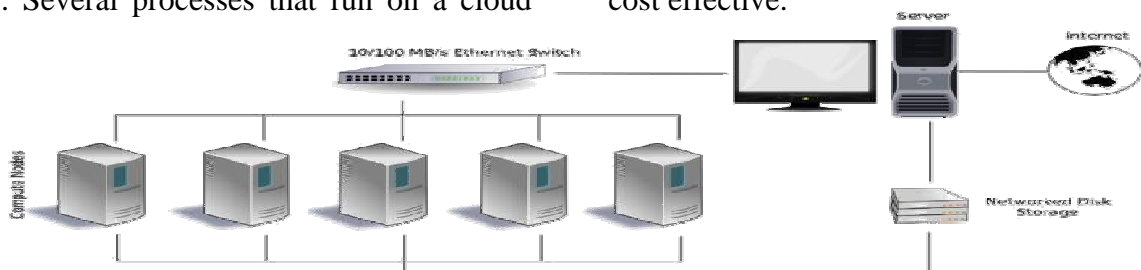 . Several processes that run on a cloud
cost effective.
Server
10/100 MB/s Ethernet Switch
internet
Compute Nodes
Networked Disk
Storage